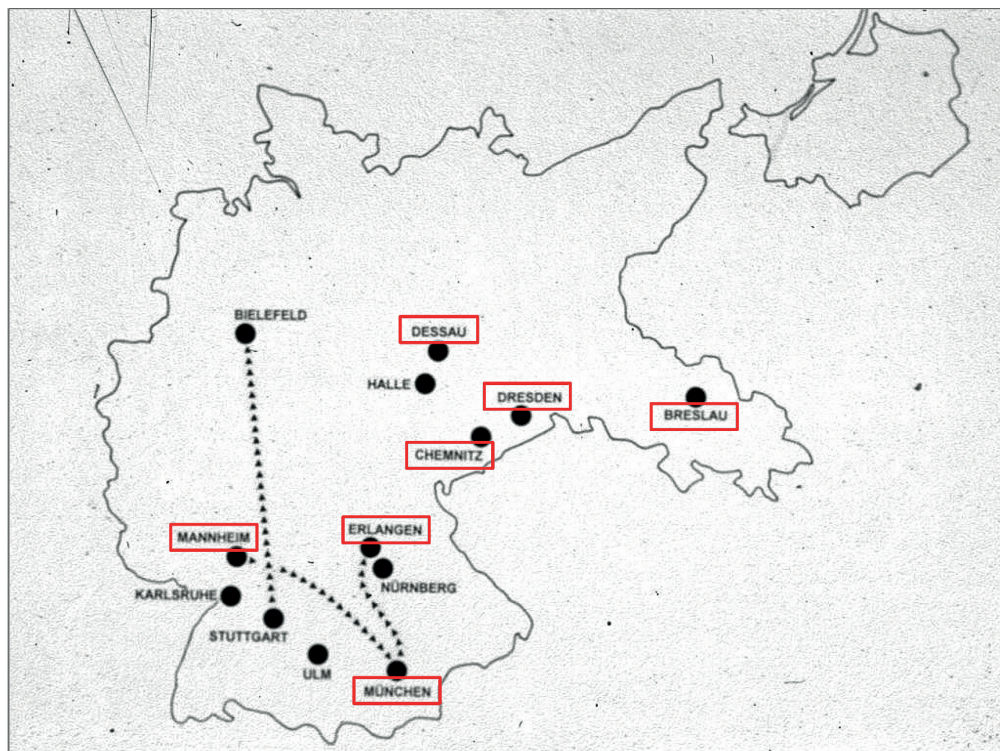 BIELEFELD
DESSAU
HALLE
DRESDEN
BRESLAU
CHEMNITZ
MANNHEIM
ERLANGEN
NÜRNBERG
KARLSRUHE
STUTTGART
ULM
MÜNCHEN